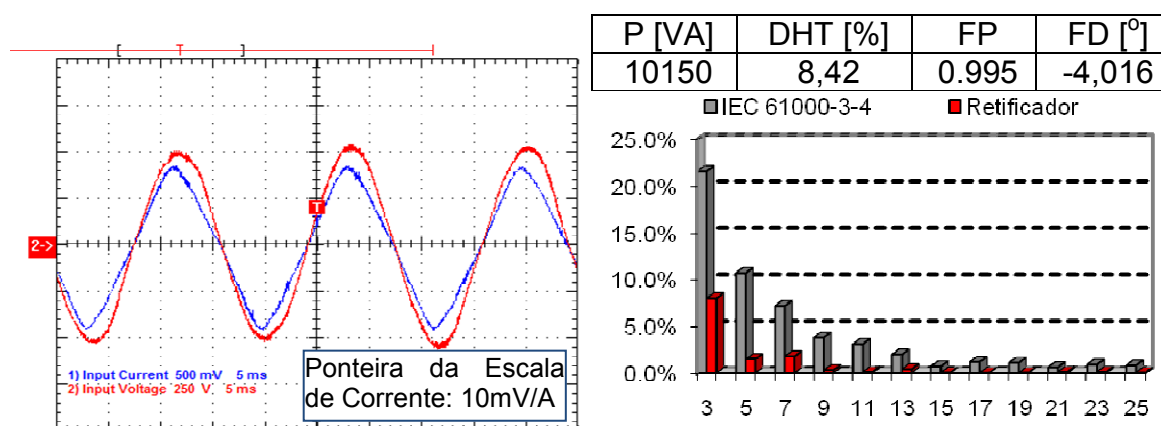 [ T ]
T
2->
1) Input Current 500 mV 5 ms
2) Input Voltage 250 V 5 ms
Ponteira da Escala
de Corrente: 10mV/A
P [VA] DHT [%] FP FD [º]
10150 8,42 0.995 -4,016
IEC 61000-3-4 Retificador
25.0%
20.0%
15.0%
10.0%
5.0%
0.0%
3 5 7 9 11 13 15 17 19 21 23 25